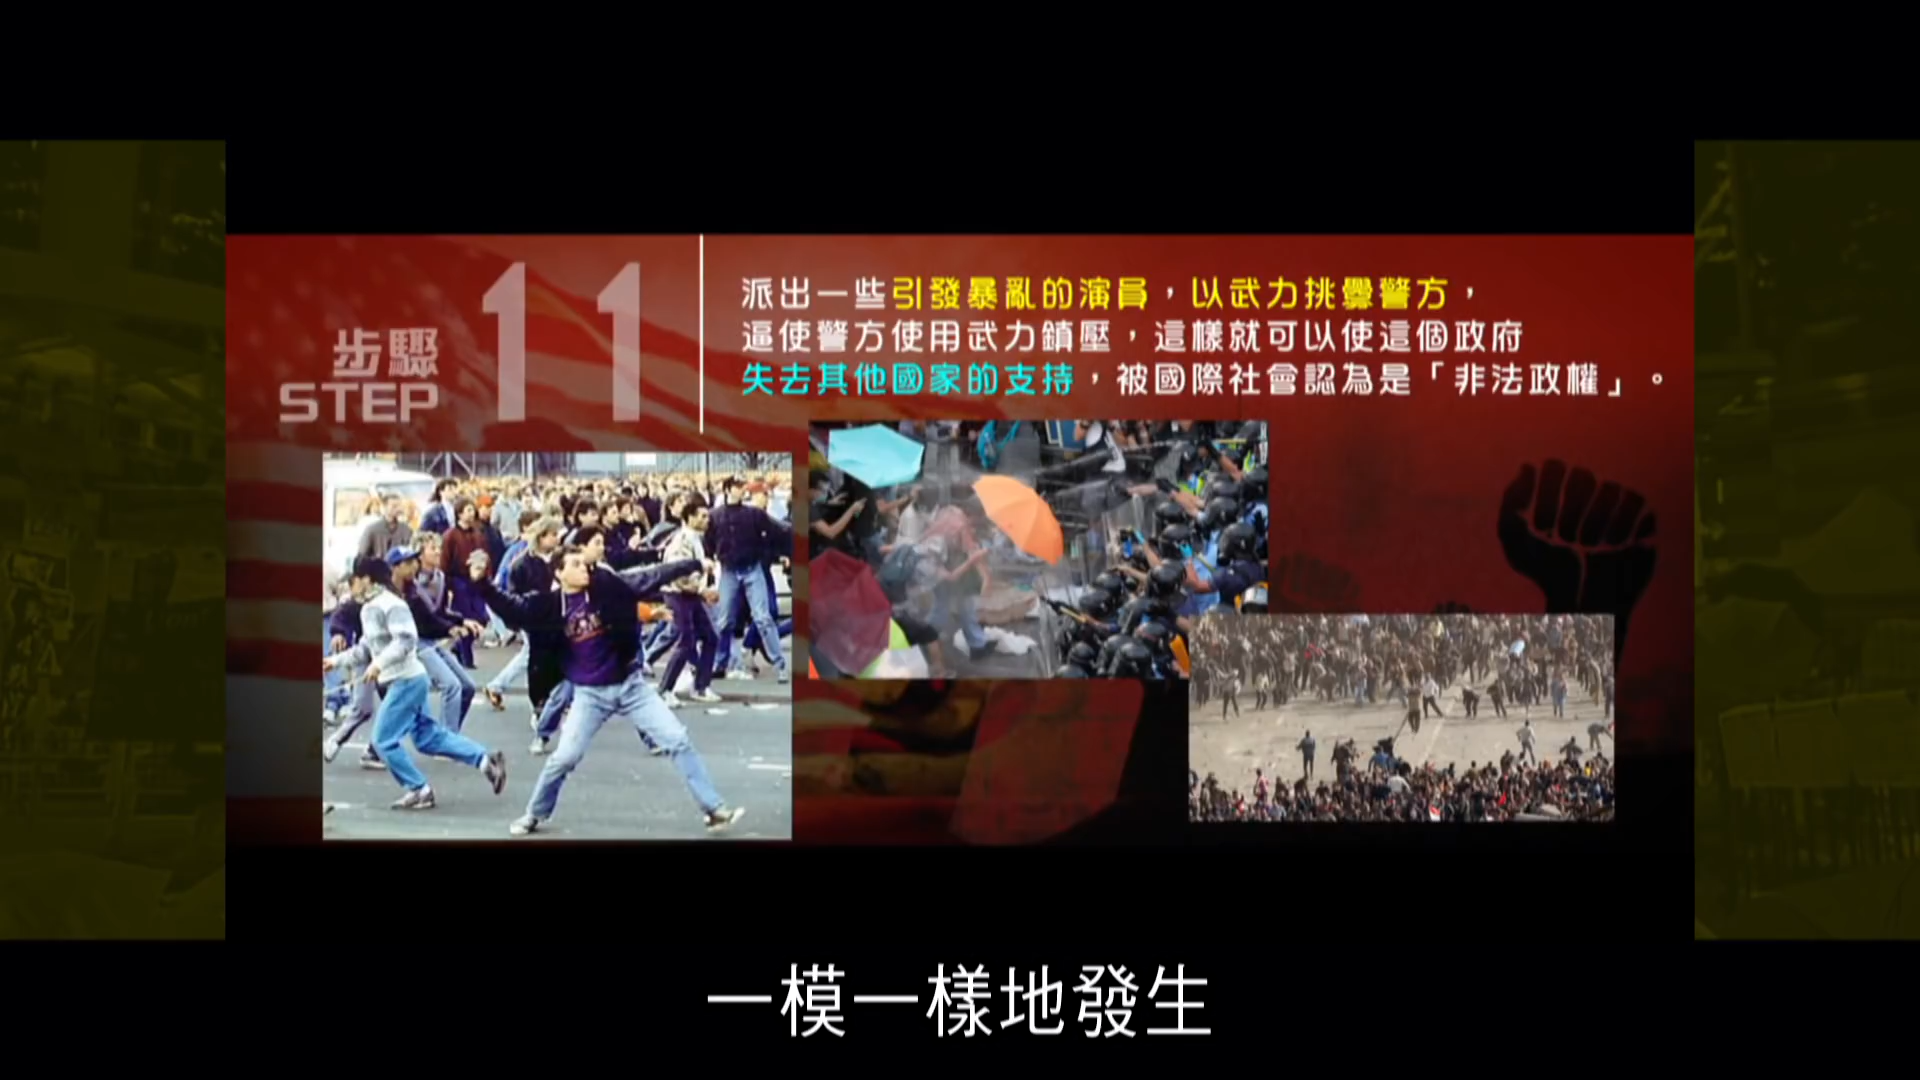 步驟
STEP
11
派出一些引發暴亂的演員，以武力挑釁警方，
逼使警方使用武力鎮壓，這樣就可以使這個政府
失去其他國家的支持，被國際社會認為是「非法政權」。
一模一樣地發生